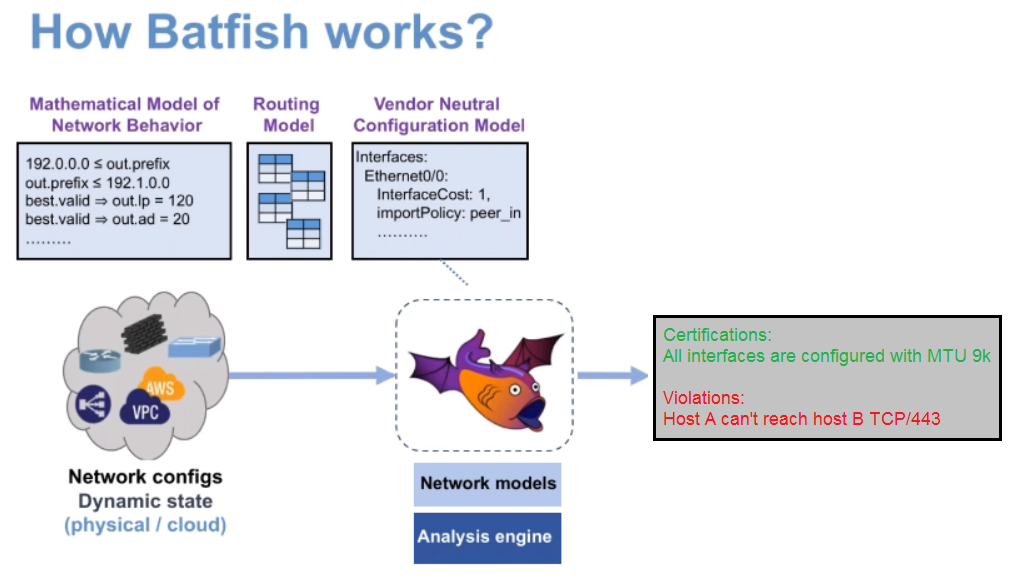 How Batfish works?
Mathematical Model of
Network Behavior
192.0.0.0 ≤ out.prefix
out.prefix ≤ 192.1.0.0
best.valid ⇒ out.lp = 120
best.valid ⇒ out.ad = 20
.........
Routing
Model
Vendor Neutral
Configuration Model
Interfaces:
Ethernet0/0:
InterfaceCost: 1,
importPolicy: peer_in
..........
AWS
VPC
Network configs
Dynamic state
(physical / cloud)
Network models
Analysis engine
Certifications:
All interfaces are configured with MTU 9k
Violations:
Host A can't reach host B TCP/443